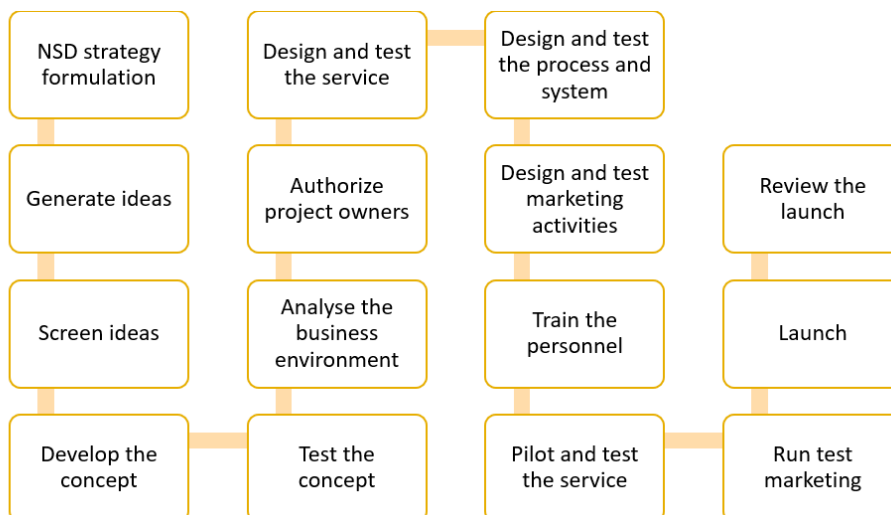 NSD strategy
formulation
Generate ideas
Screen ideas
Develop the
concept
Test the
concept
Analyse the
business
environment
Authorize
project owners
Design and test
the service
Design and test
the process and
system
Design and test
marketing
activities
Train the
personnel
Pilot and test
the service
Run test
marketing
Launch
Review the
launch